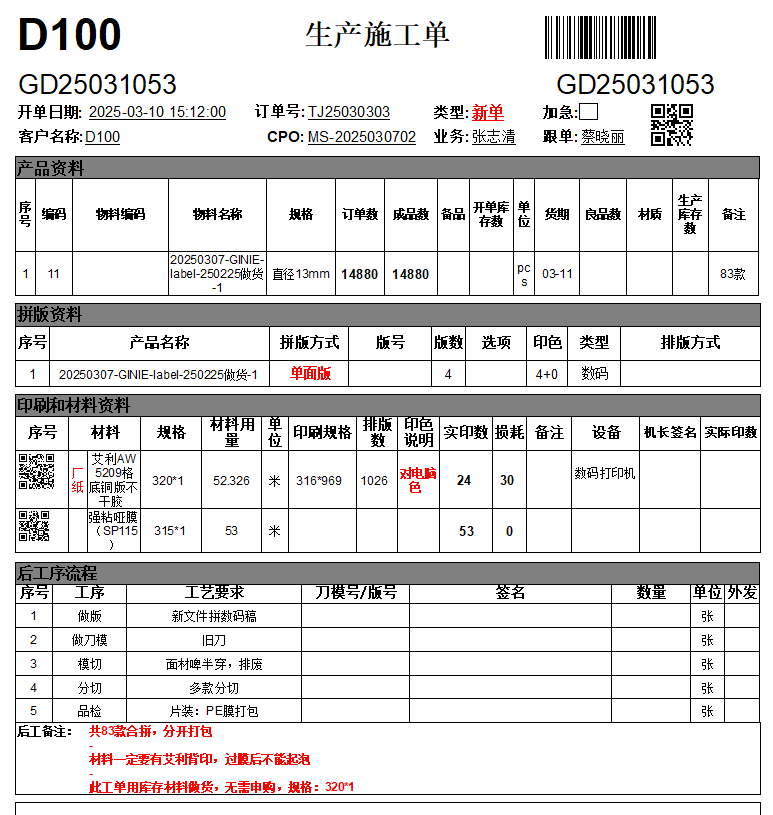 D100 生产施工单
GD25031053 GD25031053
开单日期: 2025-03-10 15:12:00 订单号: TJ25030303 类型: 新单 加急:
客户名称: D100 CPO: MS-2025030702 业务: 张志清 跟单: 蔡晓丽
产品资料
序号 编码 物料编码 物料名称 规格 订单数 成品数 备品 开单库存数 单位 货期 良品数 材质 生产库存数 备注
1 11 20250307-GINIE-label-250225做货-1 直径13mm 14880 14880 pcs 03-11 83款
拼版资料
序号 产品名称 拼版方式 版号 版数 选项 印色 类型 排版方式
1 20250307-GINIE-label-250225做货-1 单面版 4 4+0 数码
印刷和材料资料
序号 材料 规格 材料用量 单位 印刷规格 排版数 印色说明 实印数 损耗 备注 设备 机长签名 实际印数
厂纸 艾利AW5209格底铜版不干胶 320*1 52.326 米 316*969 1026 对电脑色 24 30 数码打印机
强粘哑膜（SP115） 315*1 53 米 53 0
后工序流程
序号 工序 工艺要求 刀模号/版号 签名 数量 单位 外发
1 做版 新文件拼数码稿 张
2 做刀模 旧刀 张
3 模切 面材啤半穿，排废 张
4 分切 多款分切 张
5 品检 片装：PE膜打包 张
后工备注： 共83款合拼，分开打包
-
材料一定要有艾利背印，过膜后不能起泡
-
此工单用库存材料做货，无需申购，规格：320*1